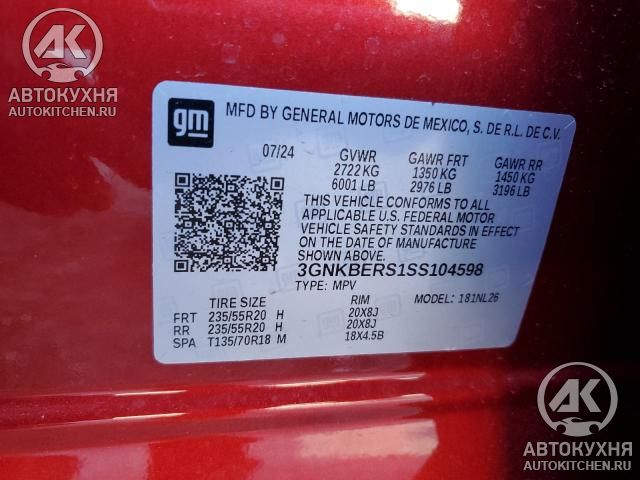 AK
АВТОКУХНЯ
AUTOKITCHEN.RU
gm
MFD BY GENERAL MOTORS DE MEXICO, S. DE R.L. DE C.V.
07/24 GVWR GAWR FRT GAWR RR
2722 KG 1350 KG 1450 KG
6001 LB 2976 LB 3196 LB
THIS VEHICLE CONFORMS TO ALL
APPLICABLE U.S. FEDERAL MOTOR
VEHICLE SAFETY STANDARDS IN EFFECT
ON THE DATE OF MANUFACTURE SHOWN ABOVE.
3GNKBERS1SS104598
TYPE: MPV MODEL: 181NL26
TIRE SIZE RIM
FRT 235/55R20 H 20X8J
RR 235/55R20 H 20X8J
SPA T135/70R18 M 18X4.5B
AK
АВТОКУХНЯ
AUTOKITCHEN.RU